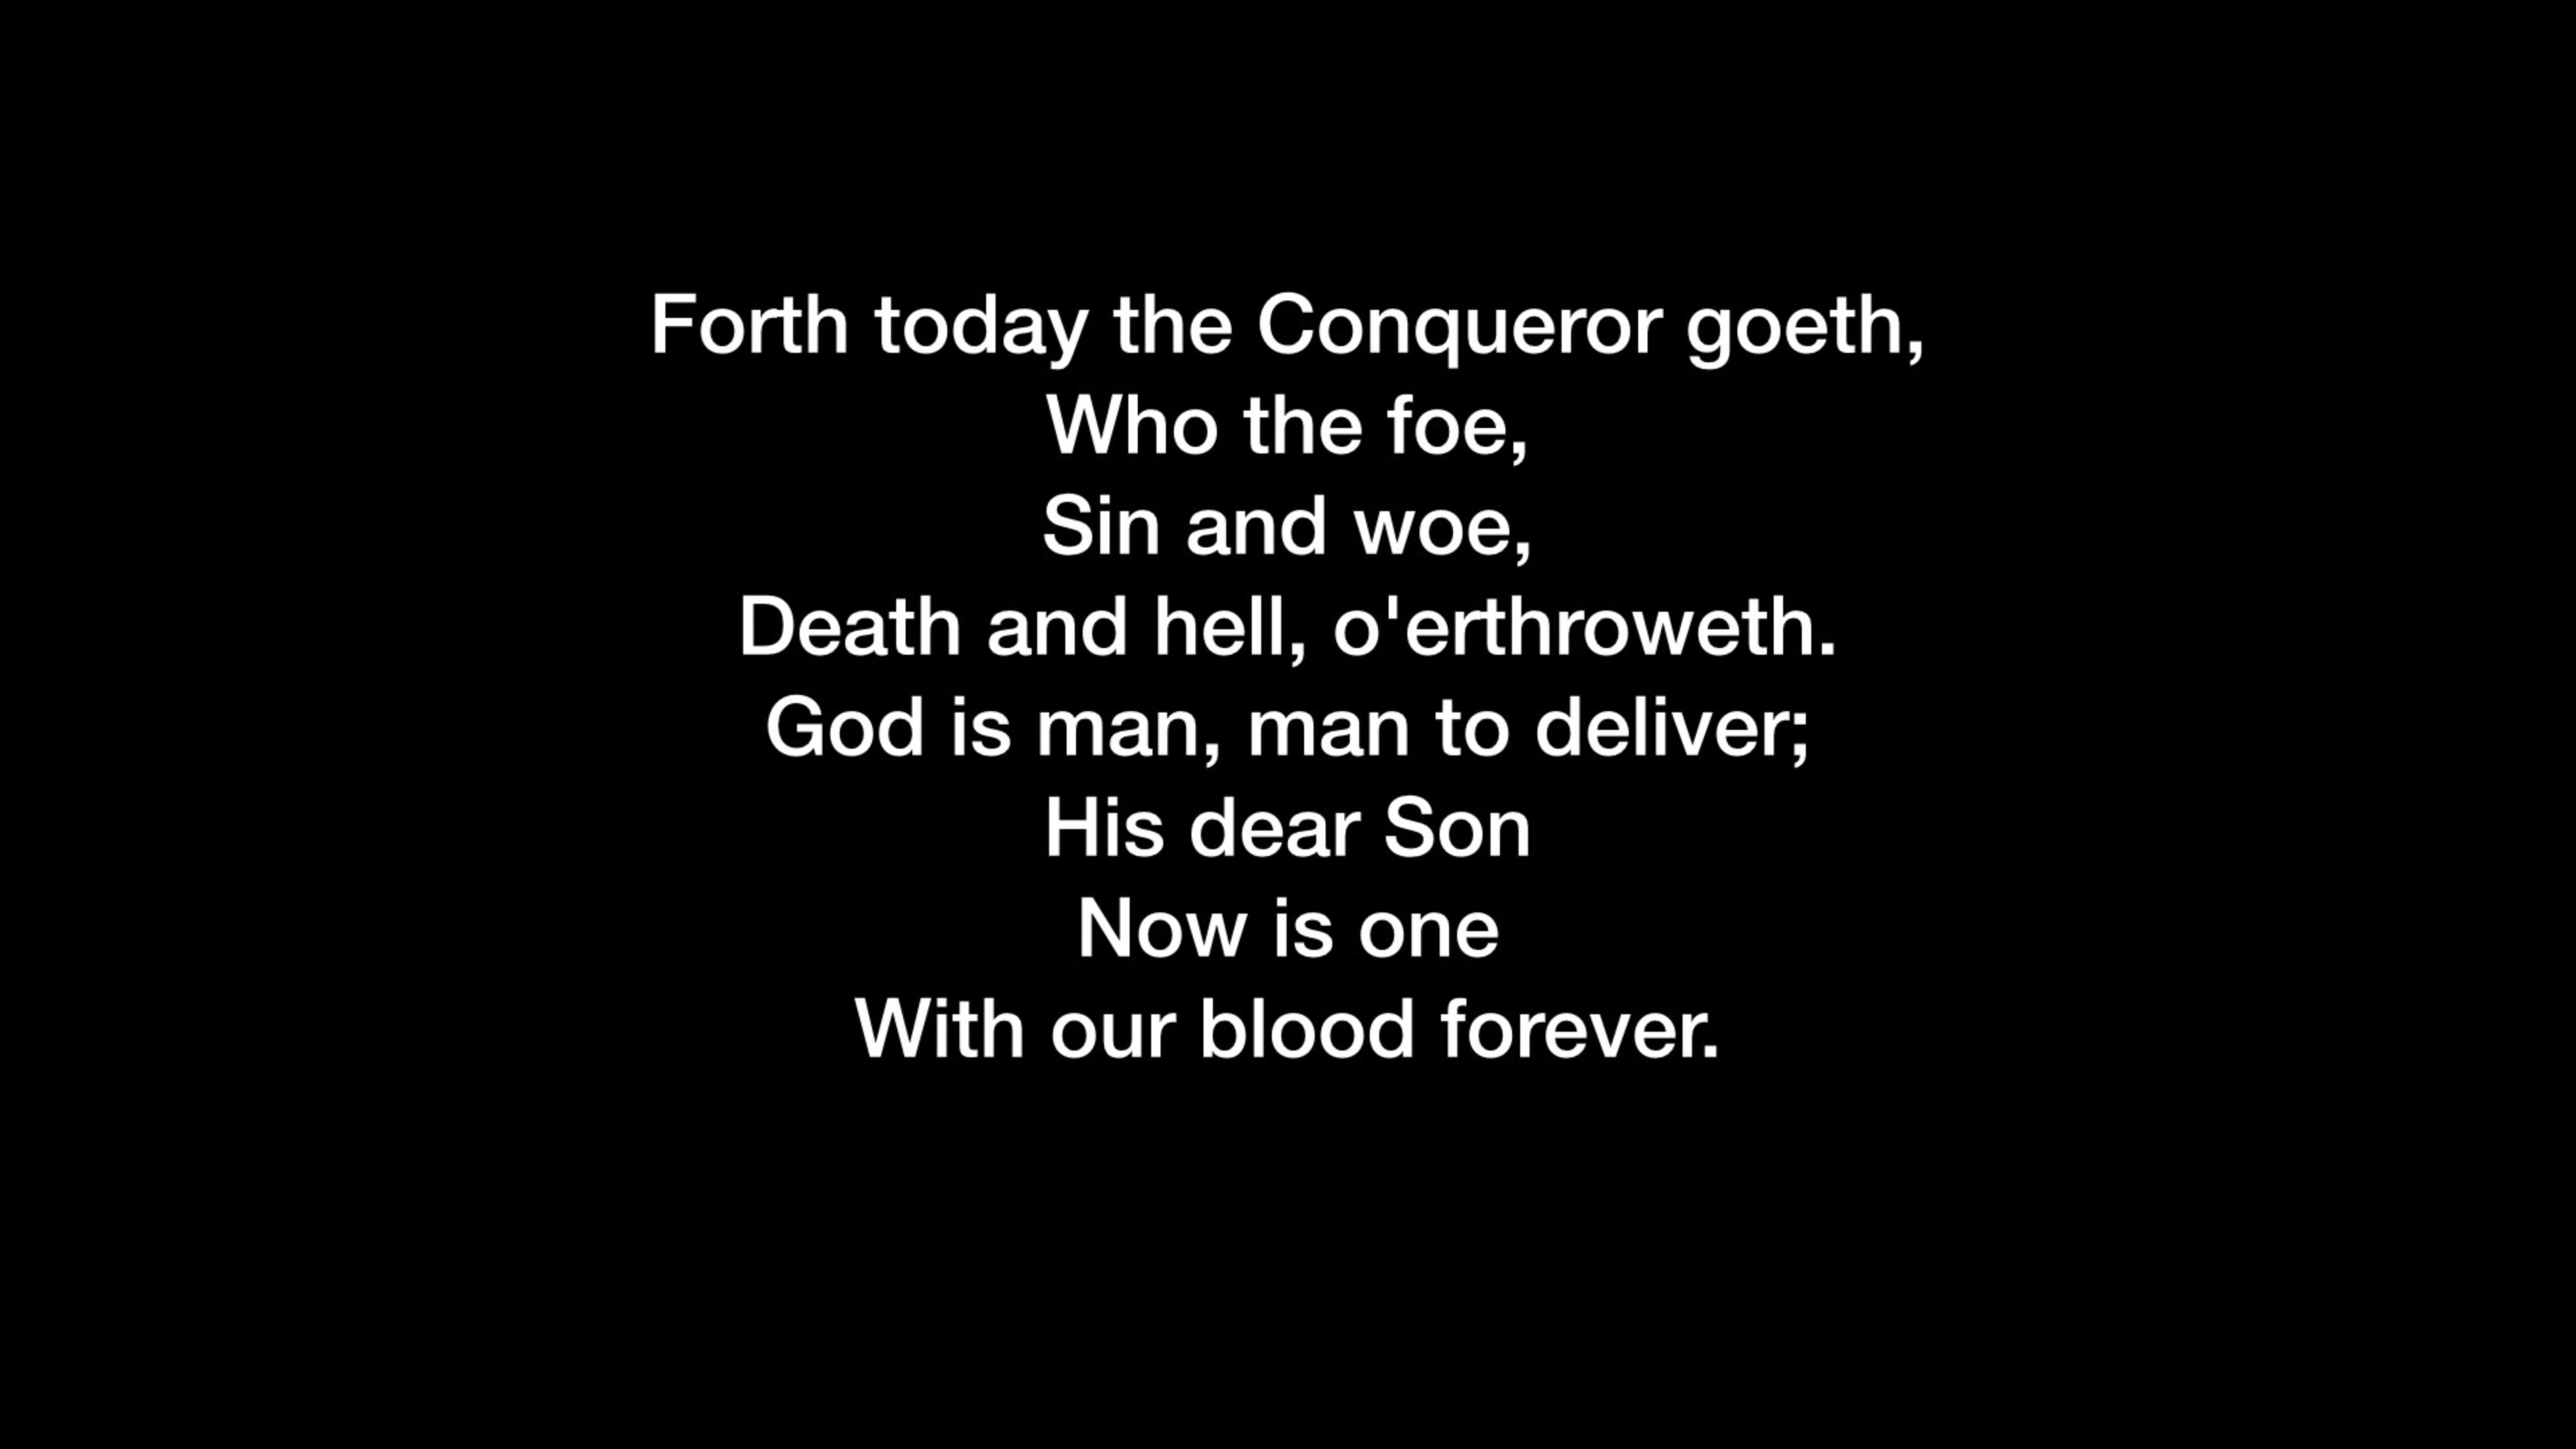 Forth today the Conqueror goeth,
Who the foe,
Sin and woe,
Death and hell, o'erthroweth.
God is man, man to deliver;
His dear Son
Now is one
With our blood forever.